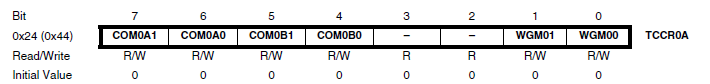 Bit 7 6 5 4 3 2 1 0
0x24 (0x44) COM0A1 COM0A0 COM0B1 COM0B0 – – WGM01 WGM00 TCCR0A
Read/Write R/W R/W R/W R/W R R R/W R/W
Initial Value 0 0 0 0 0 0 0 0